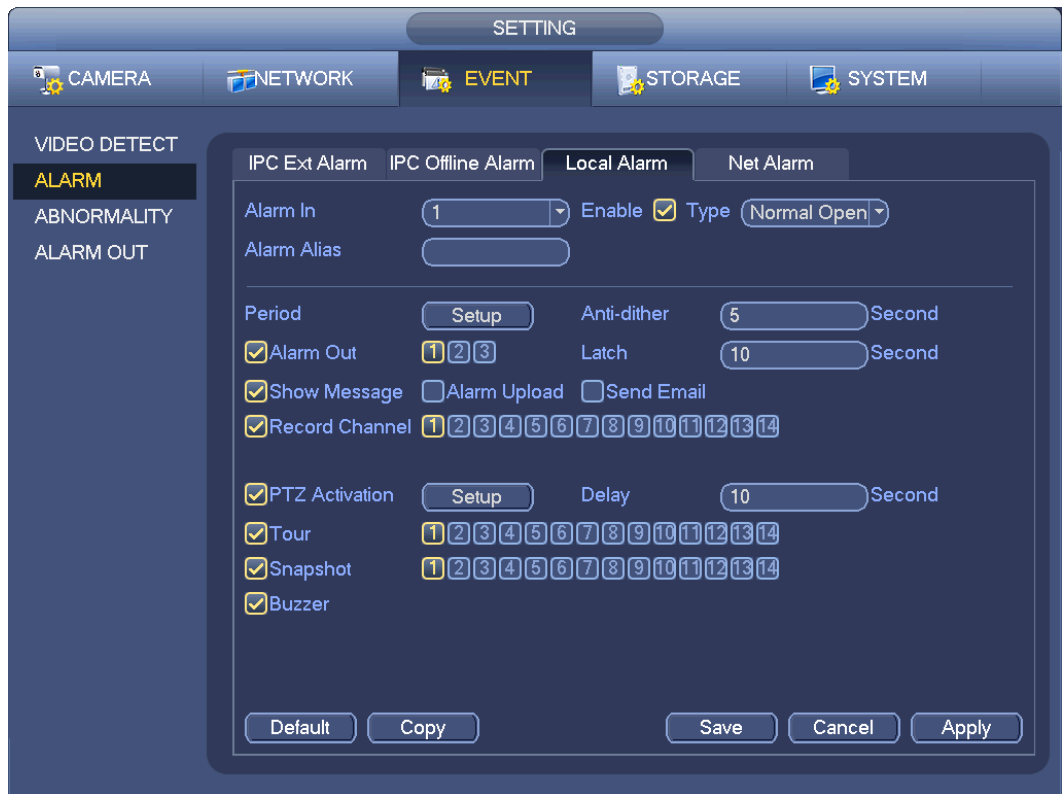 SETTING
CAMERA NETWORK EVENT STORAGE SYSTEM
VIDEO DETECT
ALARM
ABNORMALITY
ALARM OUT
IPC Ext Alarm IPC Offline Alarm Local Alarm Net Alarm
Alarm In 1 Enable Type Normal Open
Alarm Alias
Period Setup Anti-dither 5 Second
Alarm Out 1 2 3 Latch 10 Second
Show Message Alarm Upload Send Email
Record Channel 1 2 3 4 5 6 7 8 9 10 11 12 13 14
PTZ Activation Setup Delay 10 Second
Tour 1 2 3 4 5 6 7 8 9 10 11 12 13 14
Snapshot 1 2 3 4 5 6 7 8 9 10 11 12 13 14
Buzzer
Default Copy Save Cancel Apply